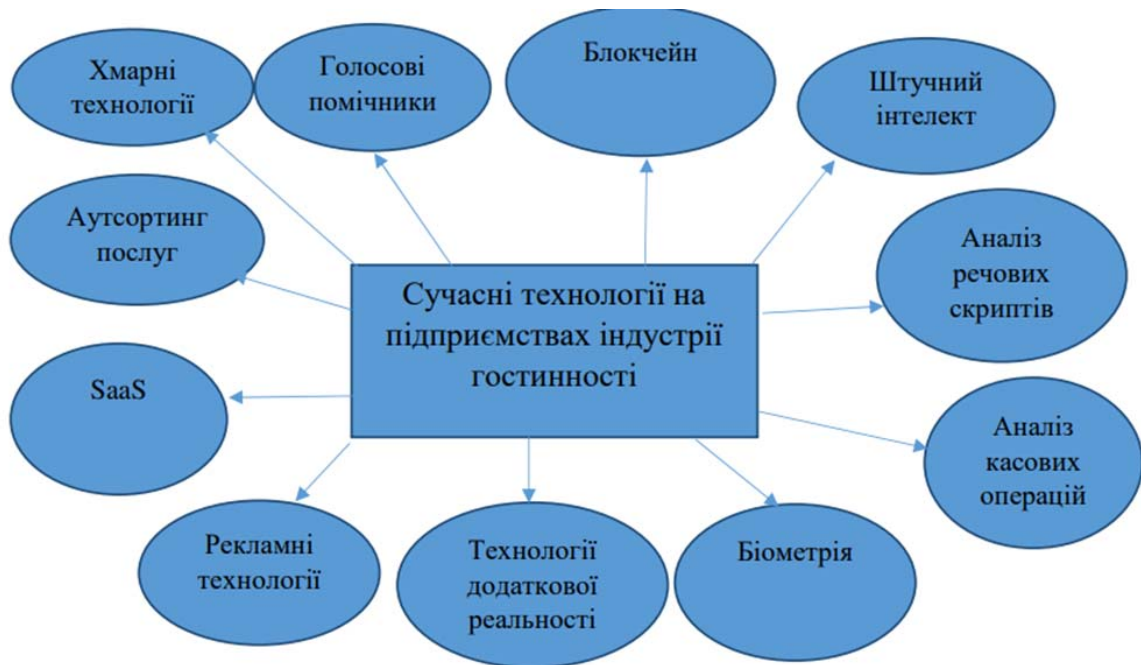 Хмарні
технології
Голосові
помічники
Блокчейн
Штучний
інтелект
Аутсортинг
послуг
Сучасні технології на
підприємствах індустрії
гостинності
Аналіз
речових
скриптів
SaaS
Аналіз
касових
операцій
Рекламні
технології
Технології
додаткової
реальності
Біометрія